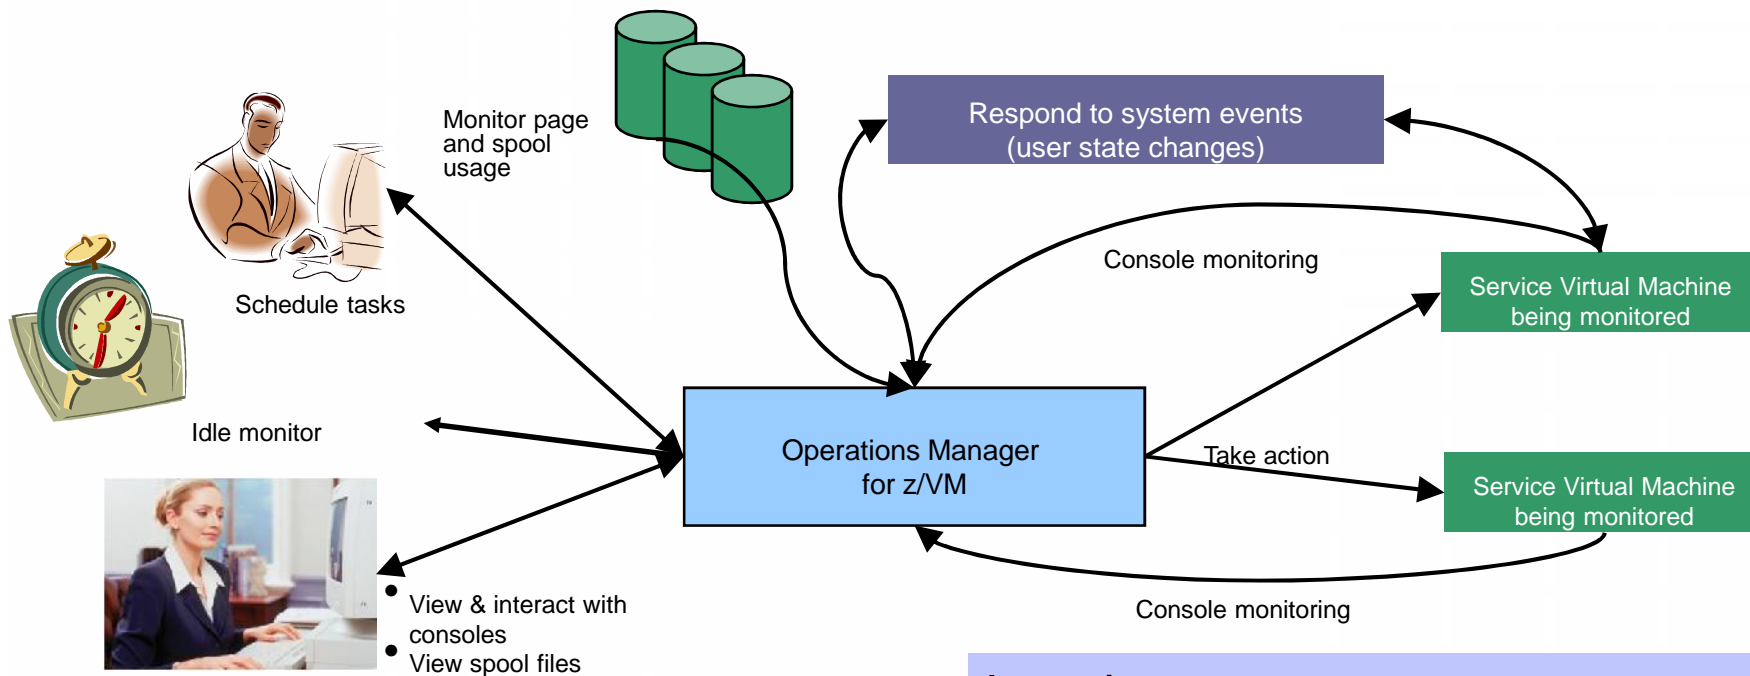 Monitor page
and spool
usage
Respond to system events
(user state changes)
Schedule tasks
Console monitoring
Service Virtual Machine
being monitored
Idle monitor
Operations Manager
for z/VM
Take action
Service Virtual Machine
being monitored
• View & interact with
consoles
• View spool files
Console monitoring